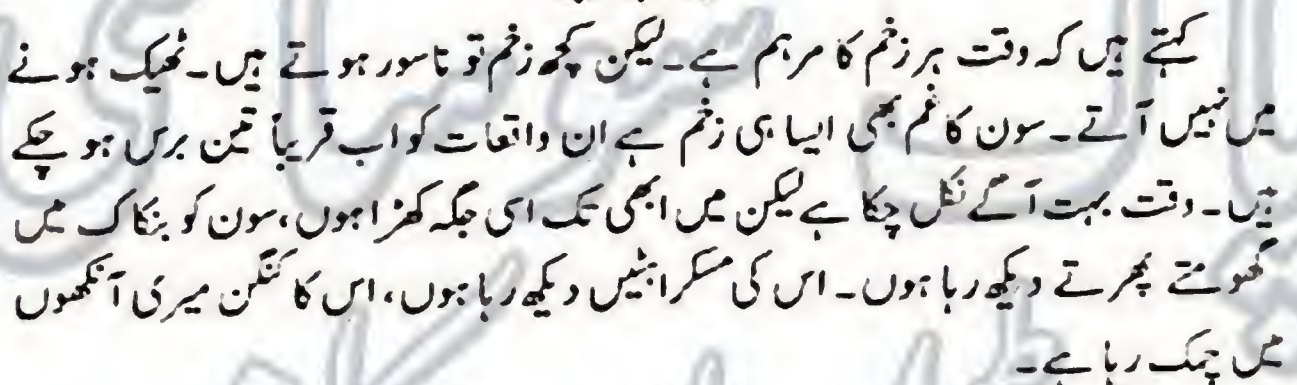 کہتے ہیں کہ وقت ہر زخم کا مرہم ہے۔ لیکن کچھ زخم تو ناسور ہوتے ہیں۔ ٹھیک ہونے
میں نہیں آتے۔ سون کا غم بھی ایسا ہی زخم ہے ان واقعات کو اب قریباً تین برس ہو چکے
ہیں۔ وقت بہت آگے نکل چکا ہے لیکن میں ابھی تک اسی جگہ کھڑا ہوں، سون کو بنکاک میں
گھومتے پھرتے دیکھ رہا ہوں۔ اس کی مسکراہٹیں دیکھ رہا ہوں، اس کا کنگن میری آنکھوں
میں چمک رہا ہے۔